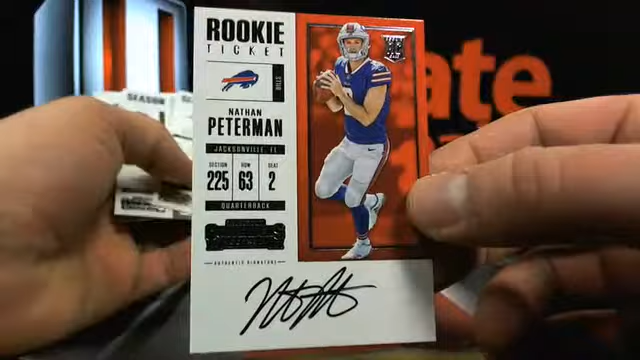 ROOKIE
TICKET
BILLS
NATHAN
PETERMAN
JACKSONVILLE, FL
SECTION ROW SEAT
225 63 2
QUARTERBACK
CONTENDERS
AUTHENTIC SIGNATURE
ate
SEASON